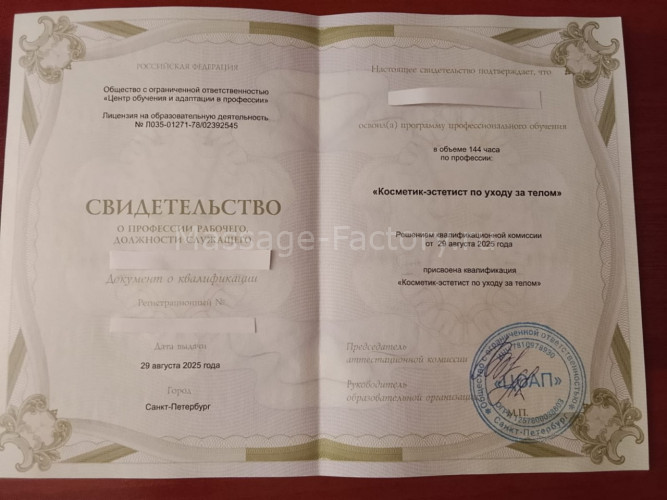 РОССИЙСКАЯ ФЕДЕРАЦИЯ
Общество с ограниченной ответственностью
«Центр обучения и адаптации в профессии»
Лицензия на образовательную деятельность
№ Л035-01271-78/02392545
СВИДЕТЕЛЬСТВО
О ПРОФЕССИИ РАБОЧЕГО,
ДОЛЖНОСТИ СЛУЖАЩЕГО
Документ о квалификации
Регистрационный №
Дата выдачи
29 августа 2025 года
Город
Санкт-Петербург
Настоящее свидетельство подтверждает, что
освоил(а) программу профессионального обучения
в объеме 144 часа
по профессии:
«Косметик-эстетист по уходу за телом»
Решением квалификационной комиссии
от 29 августа 2025 года
присвоена квалификация
«Косметик-эстетист по уходу за телом»
Председатель
аттестационной комиссии
Руководитель
образовательной организации
М.П.
Общество с ограниченной ответственностью
«ЦОАП»
Санкт-Петербург
Massage-Factory